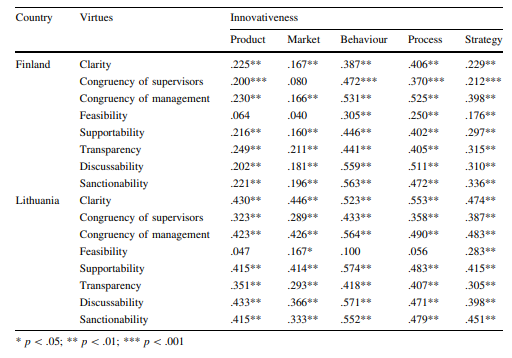 Country Virtues Innovativeness
Product Market Behaviour Process Strategy
Finland Clarity .225** .167** .387** .406** .229**
Congruency of supervisors .200*** .080 .472*** .370*** .212***
Congruency of management .230** .166** .531** .525** .398**
Feasibility .064 .040 .305** .250** .176**
Supportability .216** .160** .446** .402** .297**
Transparency .249** .211** .441** .405** .315**
Discussability .202** .181** .559** .511** .310**
Sanctionability .221** .196** .563** .472** .336**
Lithuania Clarity .430** .446** .523** .553** .474**
Congruency of supervisors .323** .289** .433** .358** .387**
Congruency of management .423** .426** .564** .490** .483**
Feasibility .047 .167* .100 .056 .283**
Supportability .415** .414** .574** .483** .415**
Transparency .351** .293** .418** .407** .305**
Discussability .433** .366** .571** .471** .398**
Sanctionability .415** .333** .552** .479** .451**
* p < .05; ** p < .01; *** p < .001